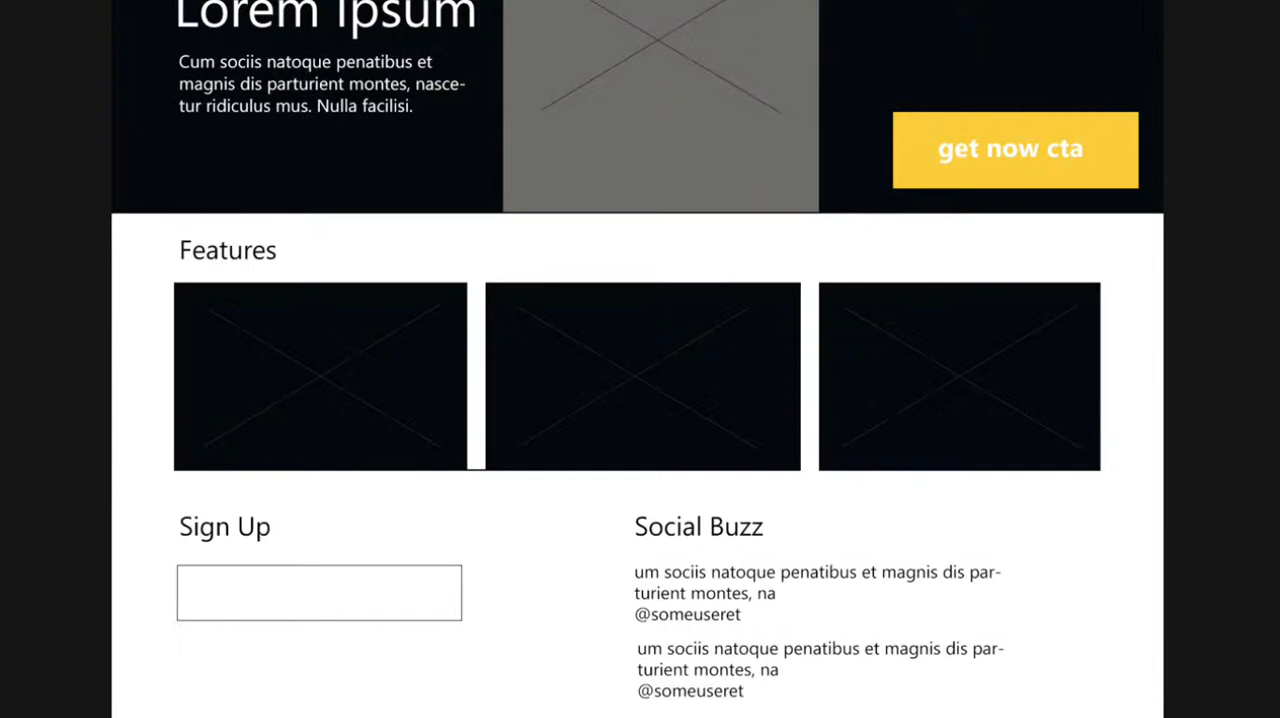 Lorem Ipsum
Cum sociis natoque penatibus et
magnis dis parturient montes, nasce-
tur ridiculus mus. Nulla facilisi.
get now cta
Features
Sign Up
Social Buzz
um sociis natoque penatibus et magnis dis par-
turient montes, na
@someuseret
um sociis natoque penatibus et magnis dis par-
turient montes, na
@someuseret